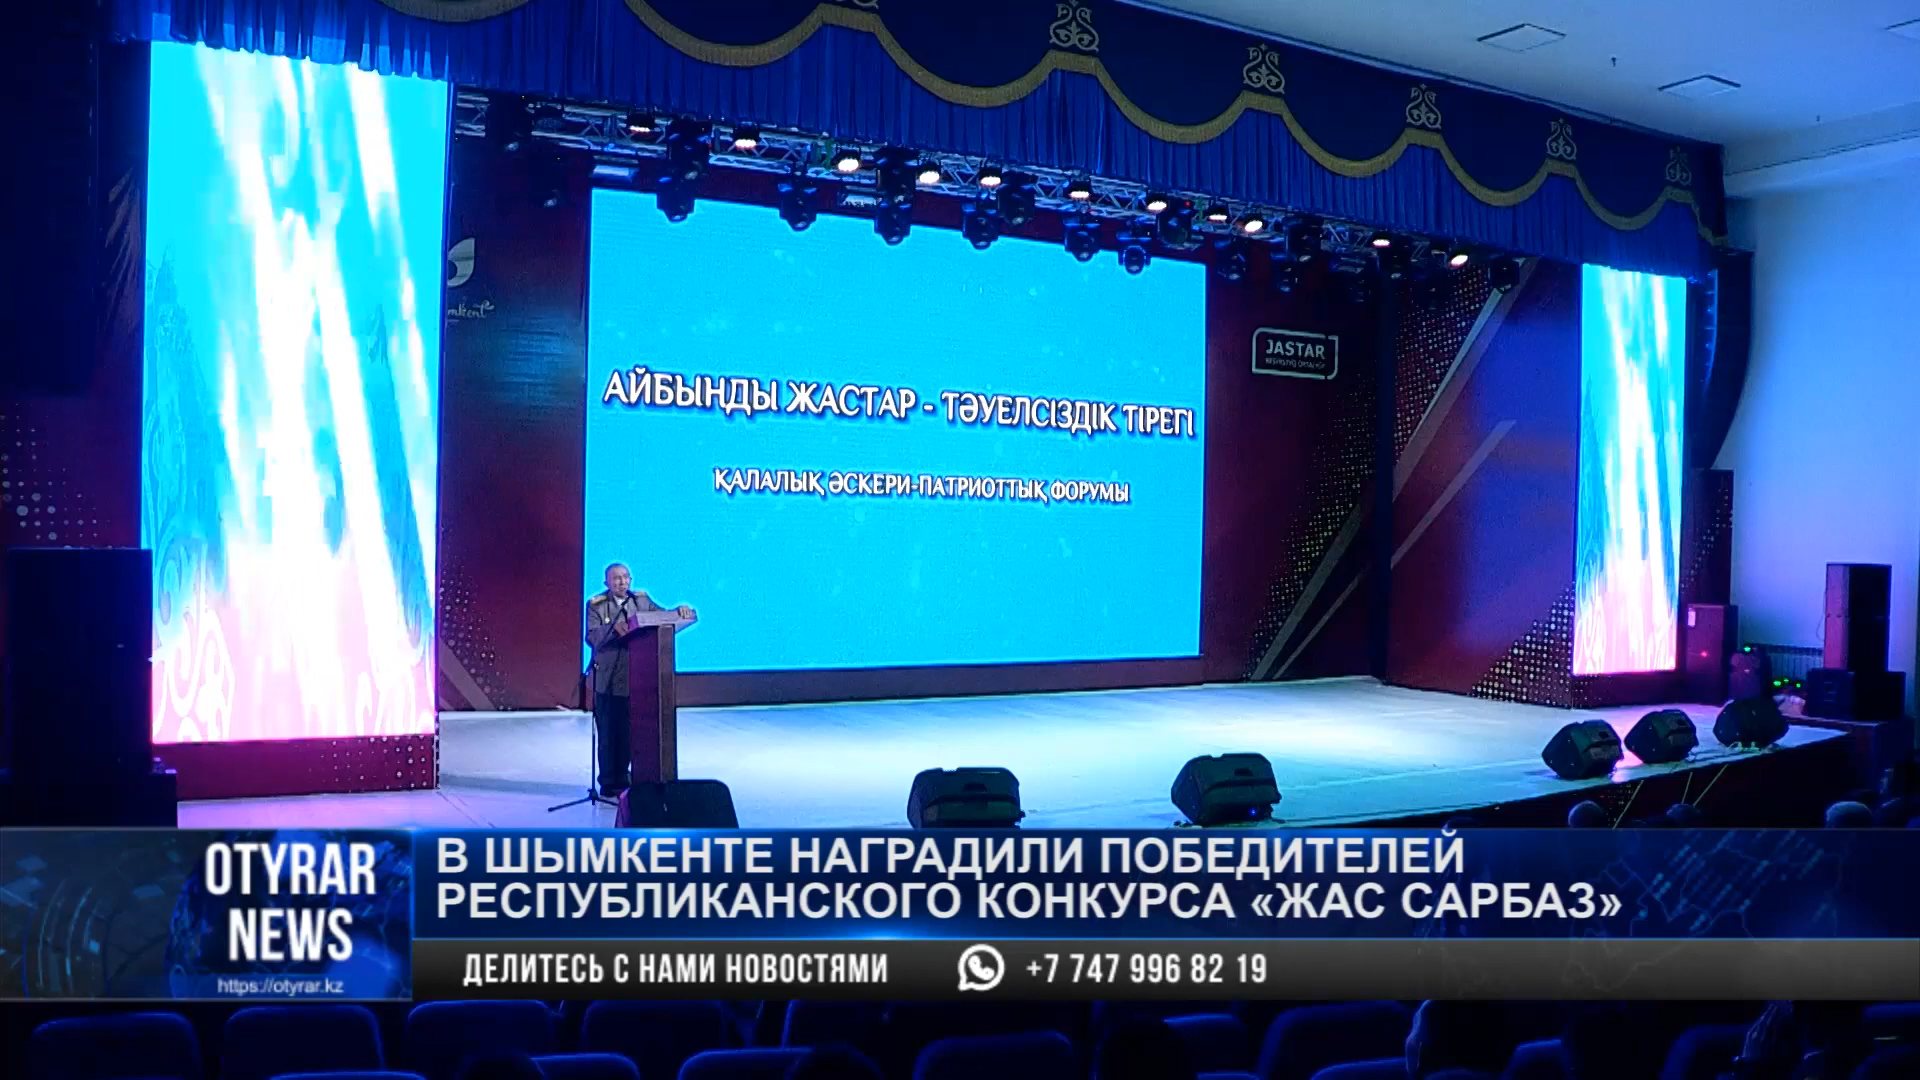 АЙБЫНДЫ ЖАСТАР - ТӘУЕЛСІЗДІК ТІРЕГІ
ҚАЛАЛЫҚ ӘСКЕРИ-ПАТРИОТТЫҚ ФОРУМЫ
JASTAR
OTYRAR
NEWS
https://otyrar.kz
В ШЫМКЕНТЕ НАГРАДИЛИ ПОБЕДИТЕЛЕЙ
РЕСПУБЛИКАНСКОГО КОНКУРСА «ЖАС САРБАЗ»
ДЕЛИТЕСЬ С НАМИ НОВОСТЯМИ +7 747 996 82 19